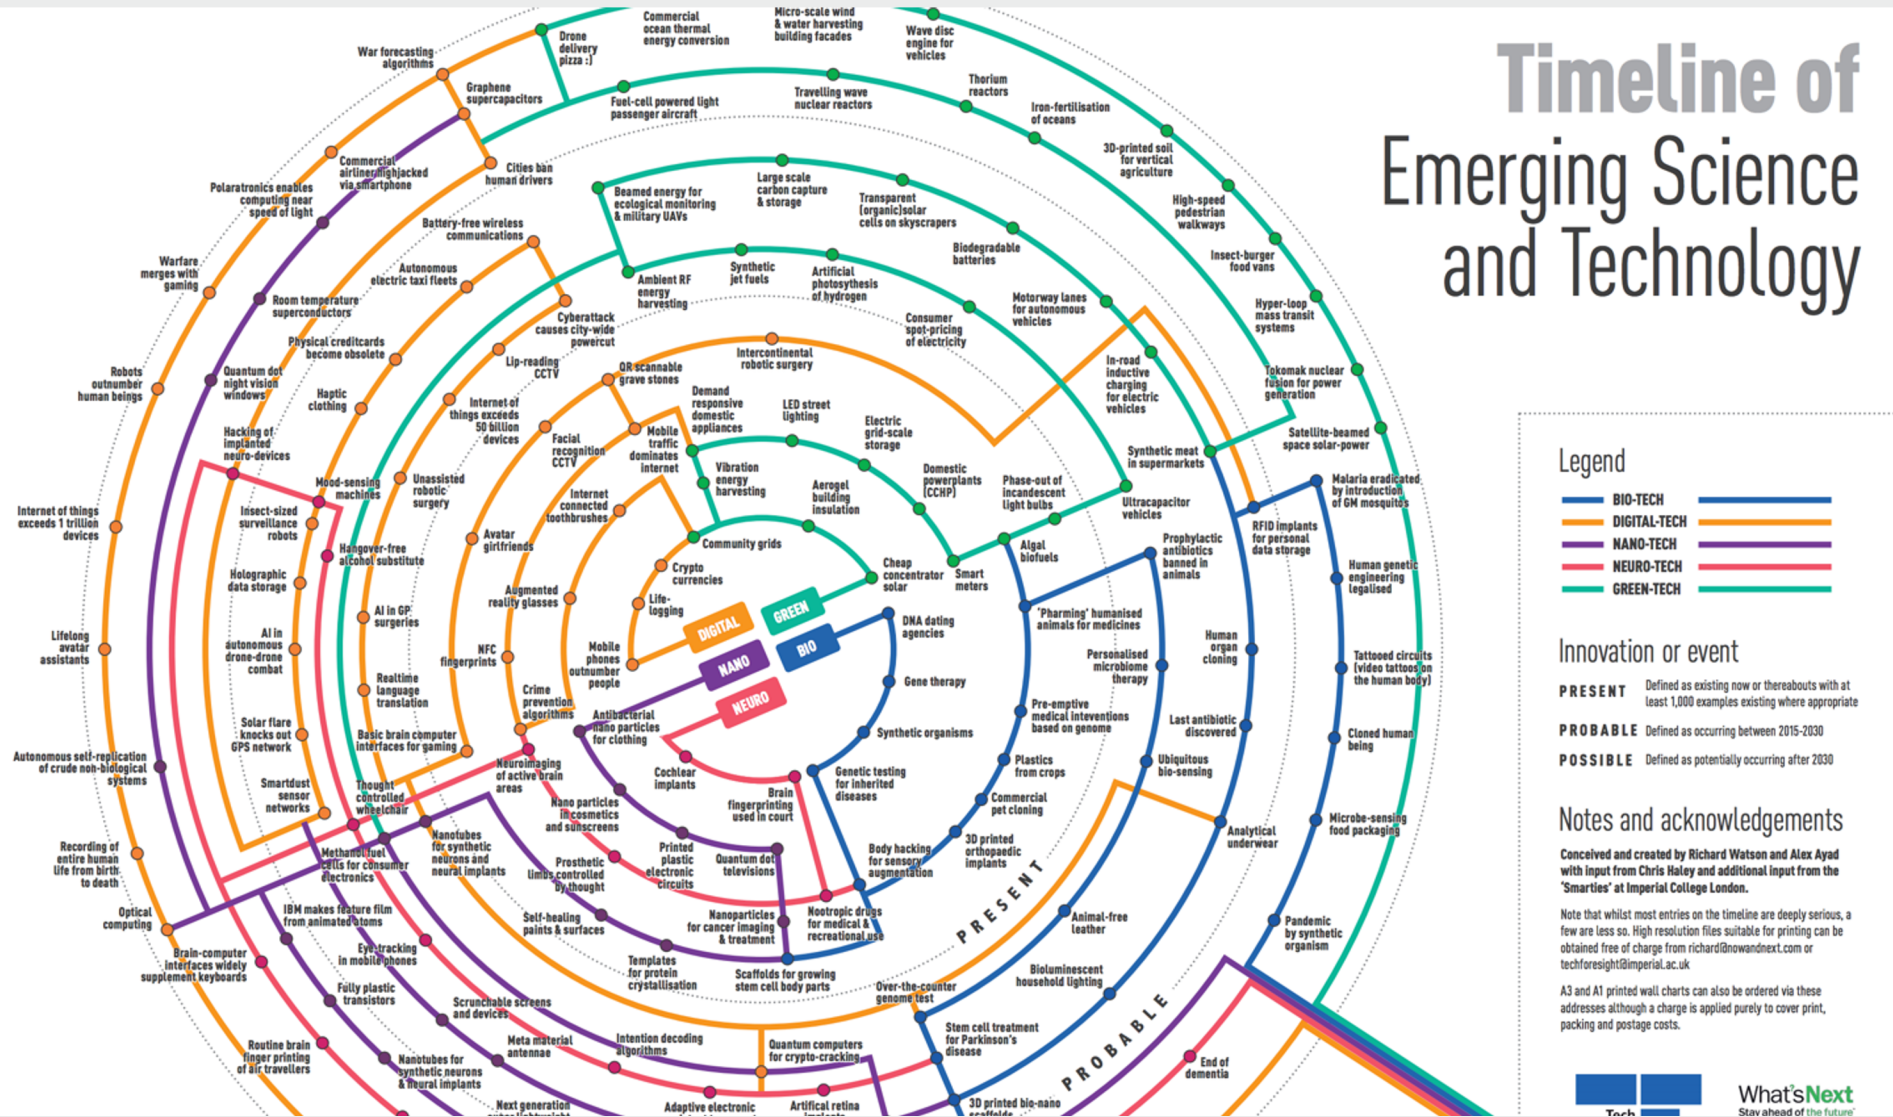 Timeline of
Emerging Science
and Technology
Legend
BIO-TECH
DIGITAL-TECH
NANO-TECH
NEURO-TECH
GREEN-TECH
Innovation or event
PRESENT
Defined as existing now or thereabouts with at
least 1,000 examples existing where appropriate
PROBABLE
Defined as occurring between 2015-2030
POSSIBLE
Defined as potentially occurring after 2030
Notes and acknowledgements
Conceived and created by Richard Watson and Alex Ayad
with input from Chris Haley and additional input from the
'Smarties' at Imperial College London.
Note that whilst most entries on the timeline are deeply serious, a
few are less so. High resolution files suitable for printing can be
obtained free of charge from richard@nowandnext.com or
techforesight@imperial.ac.uk
A3 and A1 printed wall charts can also be ordered via these
addresses although a charge is applied purely to cover print,
packing and postage costs.
Tech
What'sNext
Stay ahead of the future
War forecasting
algorithms
Drone
delivery
pizza :)
Commercial
ocean thermal
energy conversion
Micro-scale wind
& water harvesting
building facades
Wave disc
engine for
vehicles
Graphene
supercapacitors
Fuel-cell powered light
passenger aircraft
Travelling wave
nuclear reactors
Thorium
reactors
Iron-fertilisation
of oceans
3D-printed soil
for vertical
agriculture
High-speed
pedestrian
walkways
Insect-burger
food vans
Hyper-loop
mass transit
systems
Tokomak nuclear
fusion for power
generation
Satellite-beamed
space solar-power
Commercial
airliner highjacked
via smartphone
Cities ban
human drivers
Polaratronics enables
computing near
speed of light
Beamed energy for
ecological monitoring
& military UAVs
Large scale
carbon capture
& storage
Transparent
(organic)solar
cells on skyscrapers
Biodegradable
batteries
Motorway lanes
for autonomous
vehicles
In-road
inductive
charging
for electric
vehicles
Synthetic meat
in supermarkets
Battery-free wireless
communications
Warfare
merges with
gaming
Autonomous
electric taxi fleets
Room temperature
superconductors
Ambient RF
energy
harvesting
Synthetic
jet fuels
Artificial
photosythesis
of hydrogen
Consumer
spot-pricing
of electricity
Cyberattack
causes city-wide
powercut
Physical creditcards
become obsolete
Lip-reading
CCTV
QR scannable
grave stones
Intercontinental
robotic surgery
Robots
outnumber
human beings
Quantum dot
night vision
windows
Haptic
clothing
Internet of
things exceeds
50 billion
devices
Demand
responsive
domestic
appliances
LED street
lighting
Electric
grid-scale
storage
Domestic
powerplants
(CCHP)
Phase-out of
incandescent
light bulbs
Ultracapacitor
vehicles
Hacking of
implanted
neuro-devices
Facial
recognition
CCTV
Mobile
traffic
dominates
internet
Vibration
energy
harvesting
Aerogel
building
insulation
Mood-sensing
machines
Unassisted
robotic
surgery
Internet
connected
toothbrushes
Internet of things
exceeds 1 trillion
devices
Insect-sized
surveillance
robots
Hangover-free
alcohol substitute
Avatar
girlfriends
Community grids
Crypto
currencies
Cheap
concentrator
solar
Smart
meters
Algal
biofuels
Prophylactic
antibiotics
banned in
animals
RFID implants
for personal
data storage
Malaria eradicated
by introduction
of GM mosquitos
Human genetic
engineering
legalised
Holographic
data storage
Augmented
reality glasses
Life-
logging
AI in GP
surgeries
DIGITAL
GREEN
NANO
BIO
NEURO
DNA dating
agencies
'Pharming' humanised
animals for medicines
Human
organ
cloning
Tattooed circuits
(video tattoos on
the human body)
Lifelong
avatar
assistants
AI in
autonomous
drone-drone
combat
NFC
fingerprints
Mobile
phones
outnumber
people
Gene therapy
Personalised
microbiome
therapy
Realtime
language
translation
Crime
prevention
algorithms
Antibacterial
nano particles
for clothing
Synthetic organisms
Pre-emptive
medical inteventions
based on genome
Last antibiotic
discovered
Cloned human
being
Solar flare
knocks out
GPS network
Basic brain computer
interfaces for gaming
Autonomous self-replication
of crude non-biological
systems
Neuroimaging
of active brain
areas
Cochlear
implants
Brain
fingerprinting
used in court
Genetic testing
for inherited
diseases
Plastics
from crops
Ubiquitous
bio-sensing
Smartdust
sensor
networks
Thought
controlled
wheelchair
Nano particles
in cosmetics
and sunscreens
Commercial
pet cloning
Microbe-sensing
food packaging
Analytical
underwear
3D printed
orthopaedic
implants
Nanotubes
for synthetic
neurons and
neural implants
Methanol fuel
cells for consumer
electronics
Prosthetic
limbs controlled
by thought
Printed
plastic
electronic
circuits
Quantum dot
televisions
Body hacking
for sensory
augmentation
Recording of
entire human
life from birth
to death
Optical
computing
IBM makes feature film
from animated atoms
Self-healing
paints & surfaces
Nanoparticles
for cancer imaging
& treatment
Nootropic drugs
for medical &
recreational use
PRESENT
Animal-free
leather
Pandemic
by synthetic
organism
Eye-tracking
in mobile phones
Brain-computer
interfaces widely
supplement keyboards
Templates
for protein
crystallisation
Scaffolds for growing
stem cell body parts
Over-the-counter
genome test
Bioluminescent
household lighting
PROBABLE
Fully plastic
transistors
Scrunchable screens
and devices
Meta material
antennae
Intention decoding
algorithms
Quantum computers
for crypto-cracking
Stem cell treatment
for Parkinson's
disease
End of
dementia
Routine brain
finger printing
of air travellers
Nanotubes for
synthetic neurons
& neural implants
Next generation
Adaptive electronic
Artifical retina
3D printed bio-nano